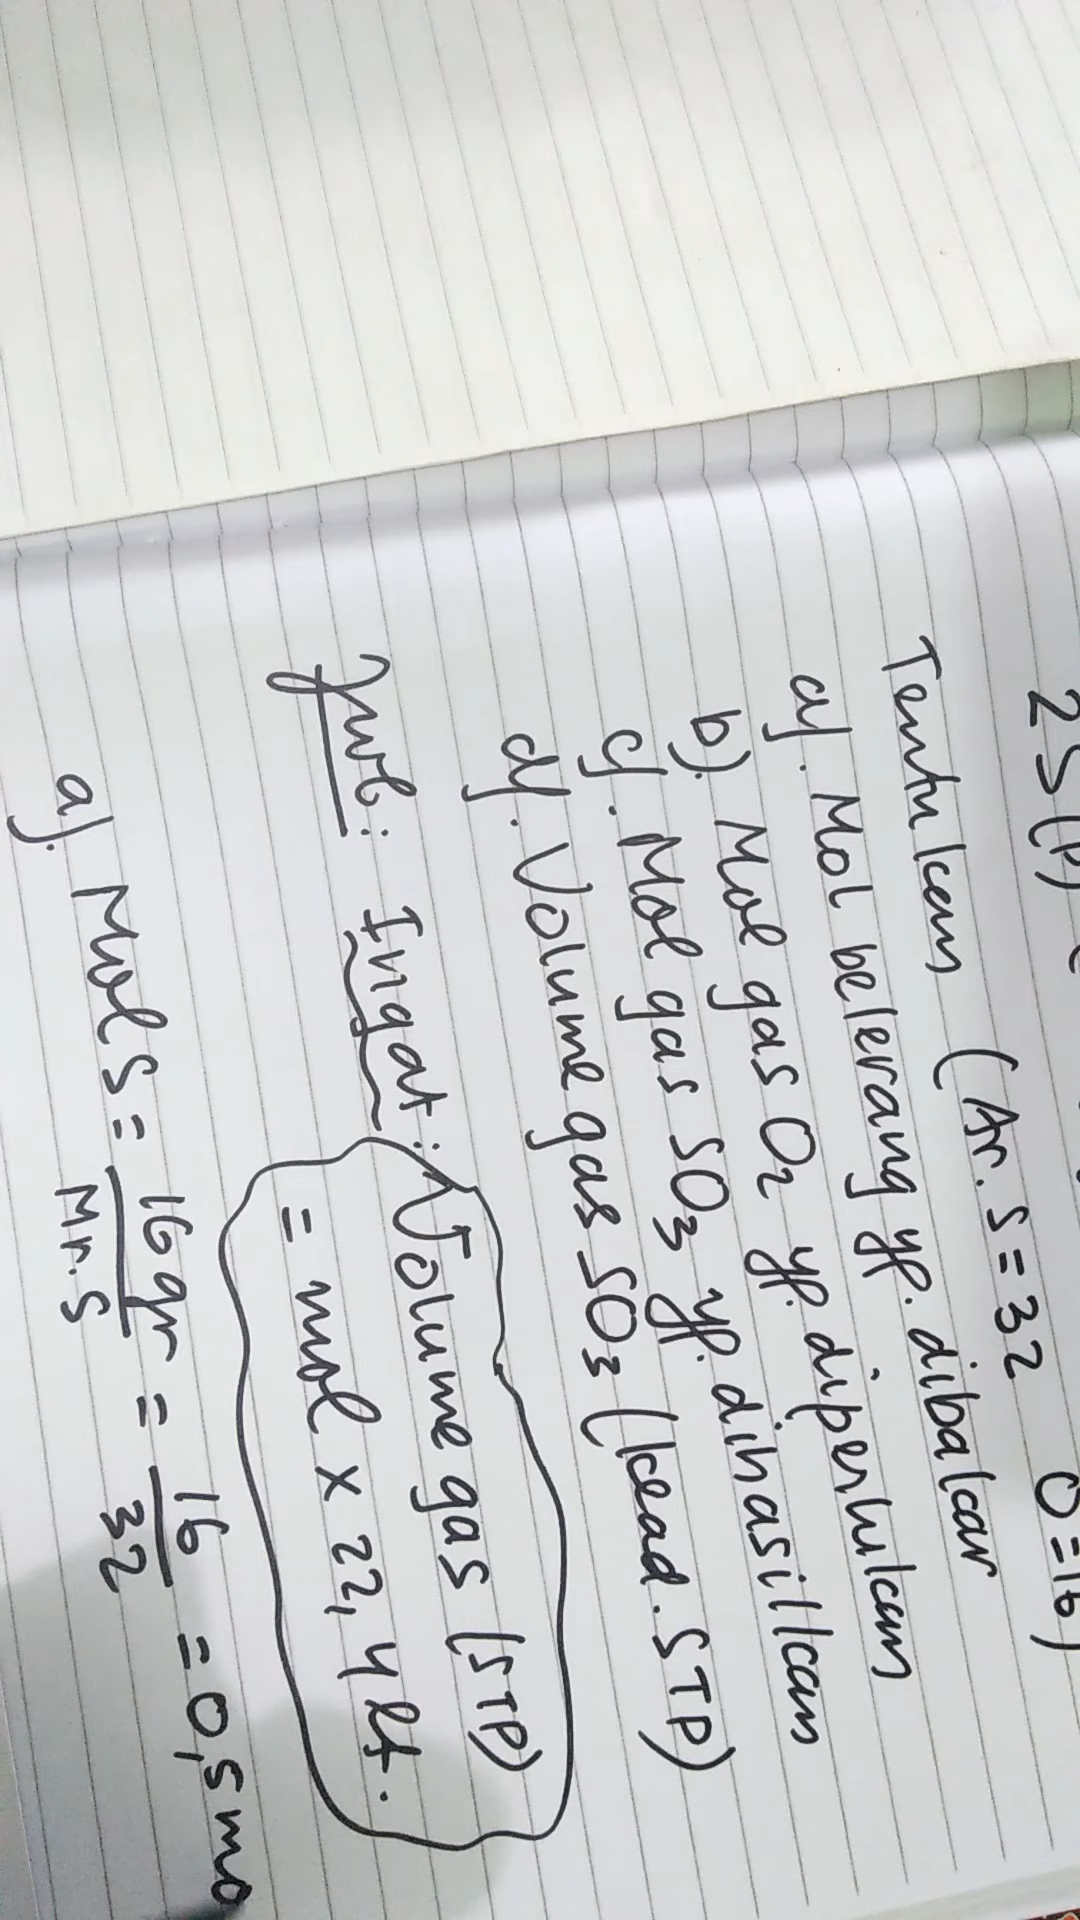 2 S (p)
(Ar. S = 32
O = 16)
Tentukan
a). Mol belerang yg. dibakar
b). Mol gas O2 yg. diperlukan
c). Mol gas SO3 yg. dihasilkan
d). Volume gas SO3 (kead. STP)
Jwb: Ingat: Volume gas (STP)
= mol x 22,4 lt.
a). Mol S = 16 gr / Mr. S = 16 / 32 = 0,5 mo